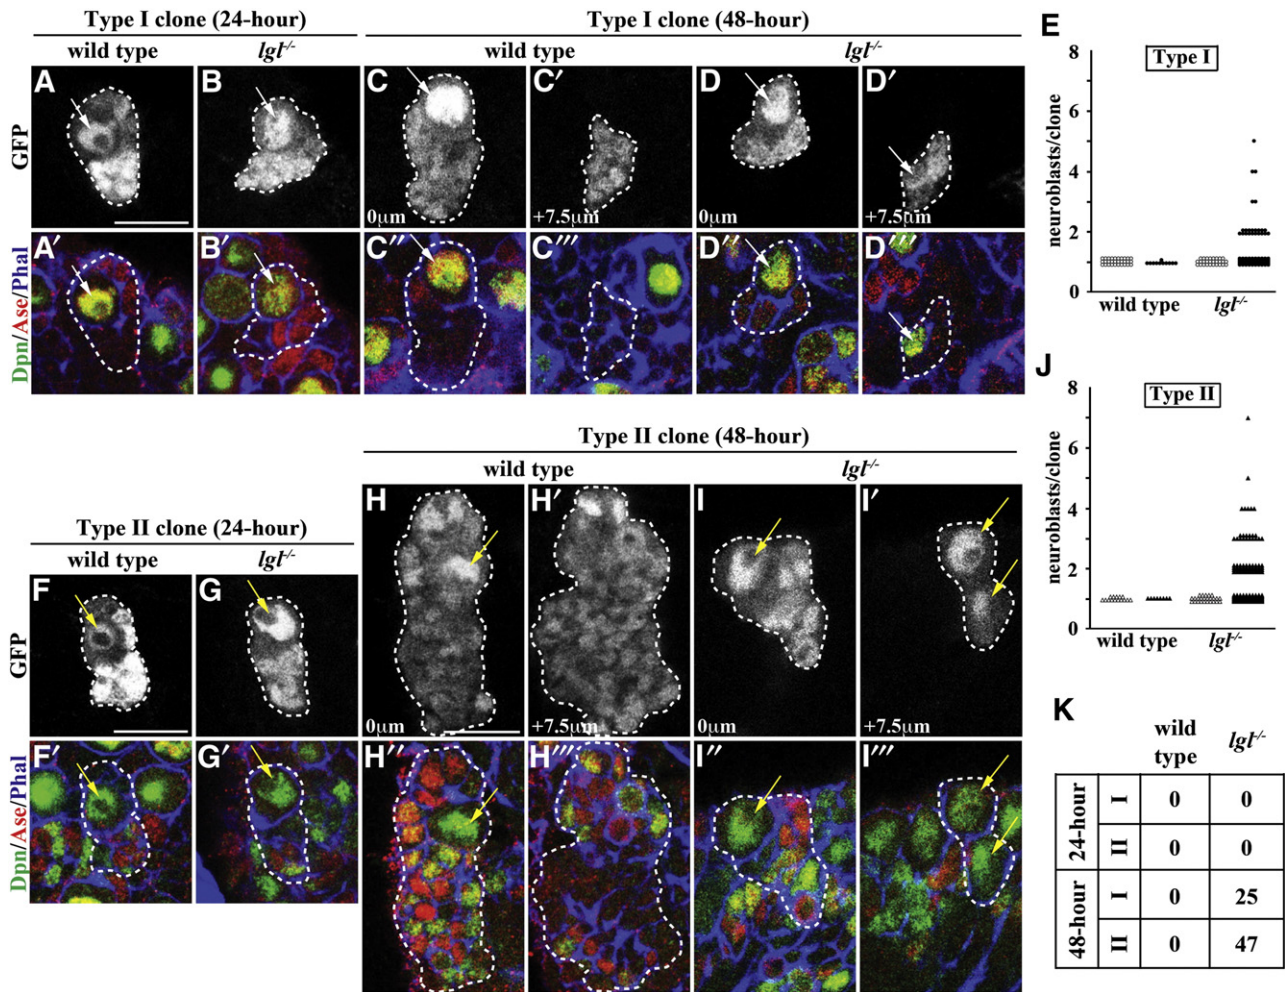 Type I clone (24-hour)
Type I clone (48-hour)
wild type
lgl-/-
wild type
lgl-/-
GFP
A
B
C
0μm
C′
+7.5μm
D
0μm
D′
+7.5μm
Dpn/Ase/Phal
A′
B′
C″
C‴
D″
D‴
E
Type I
neuroblasts/clone
8
6
4
2
0
wild type
lgl-/-
J
Type II
neuroblasts/clone
8
6
4
2
0
wild type
lgl-/-
Type II clone (48-hour)
wild type
lgl-/-
Type II clone (24-hour)
wild type
lgl-/-
GFP
F
G
H
0μm
H′
+7.5μm
I
0μm
I′
+7.5μm
Dpn/Ase/Phal
F′
G′
H″
H‴
I″
I‴
K
wild type
lgl-/-
24-hour
I 0 0
II 0 0
48-hour
I 0 25
II 0 47